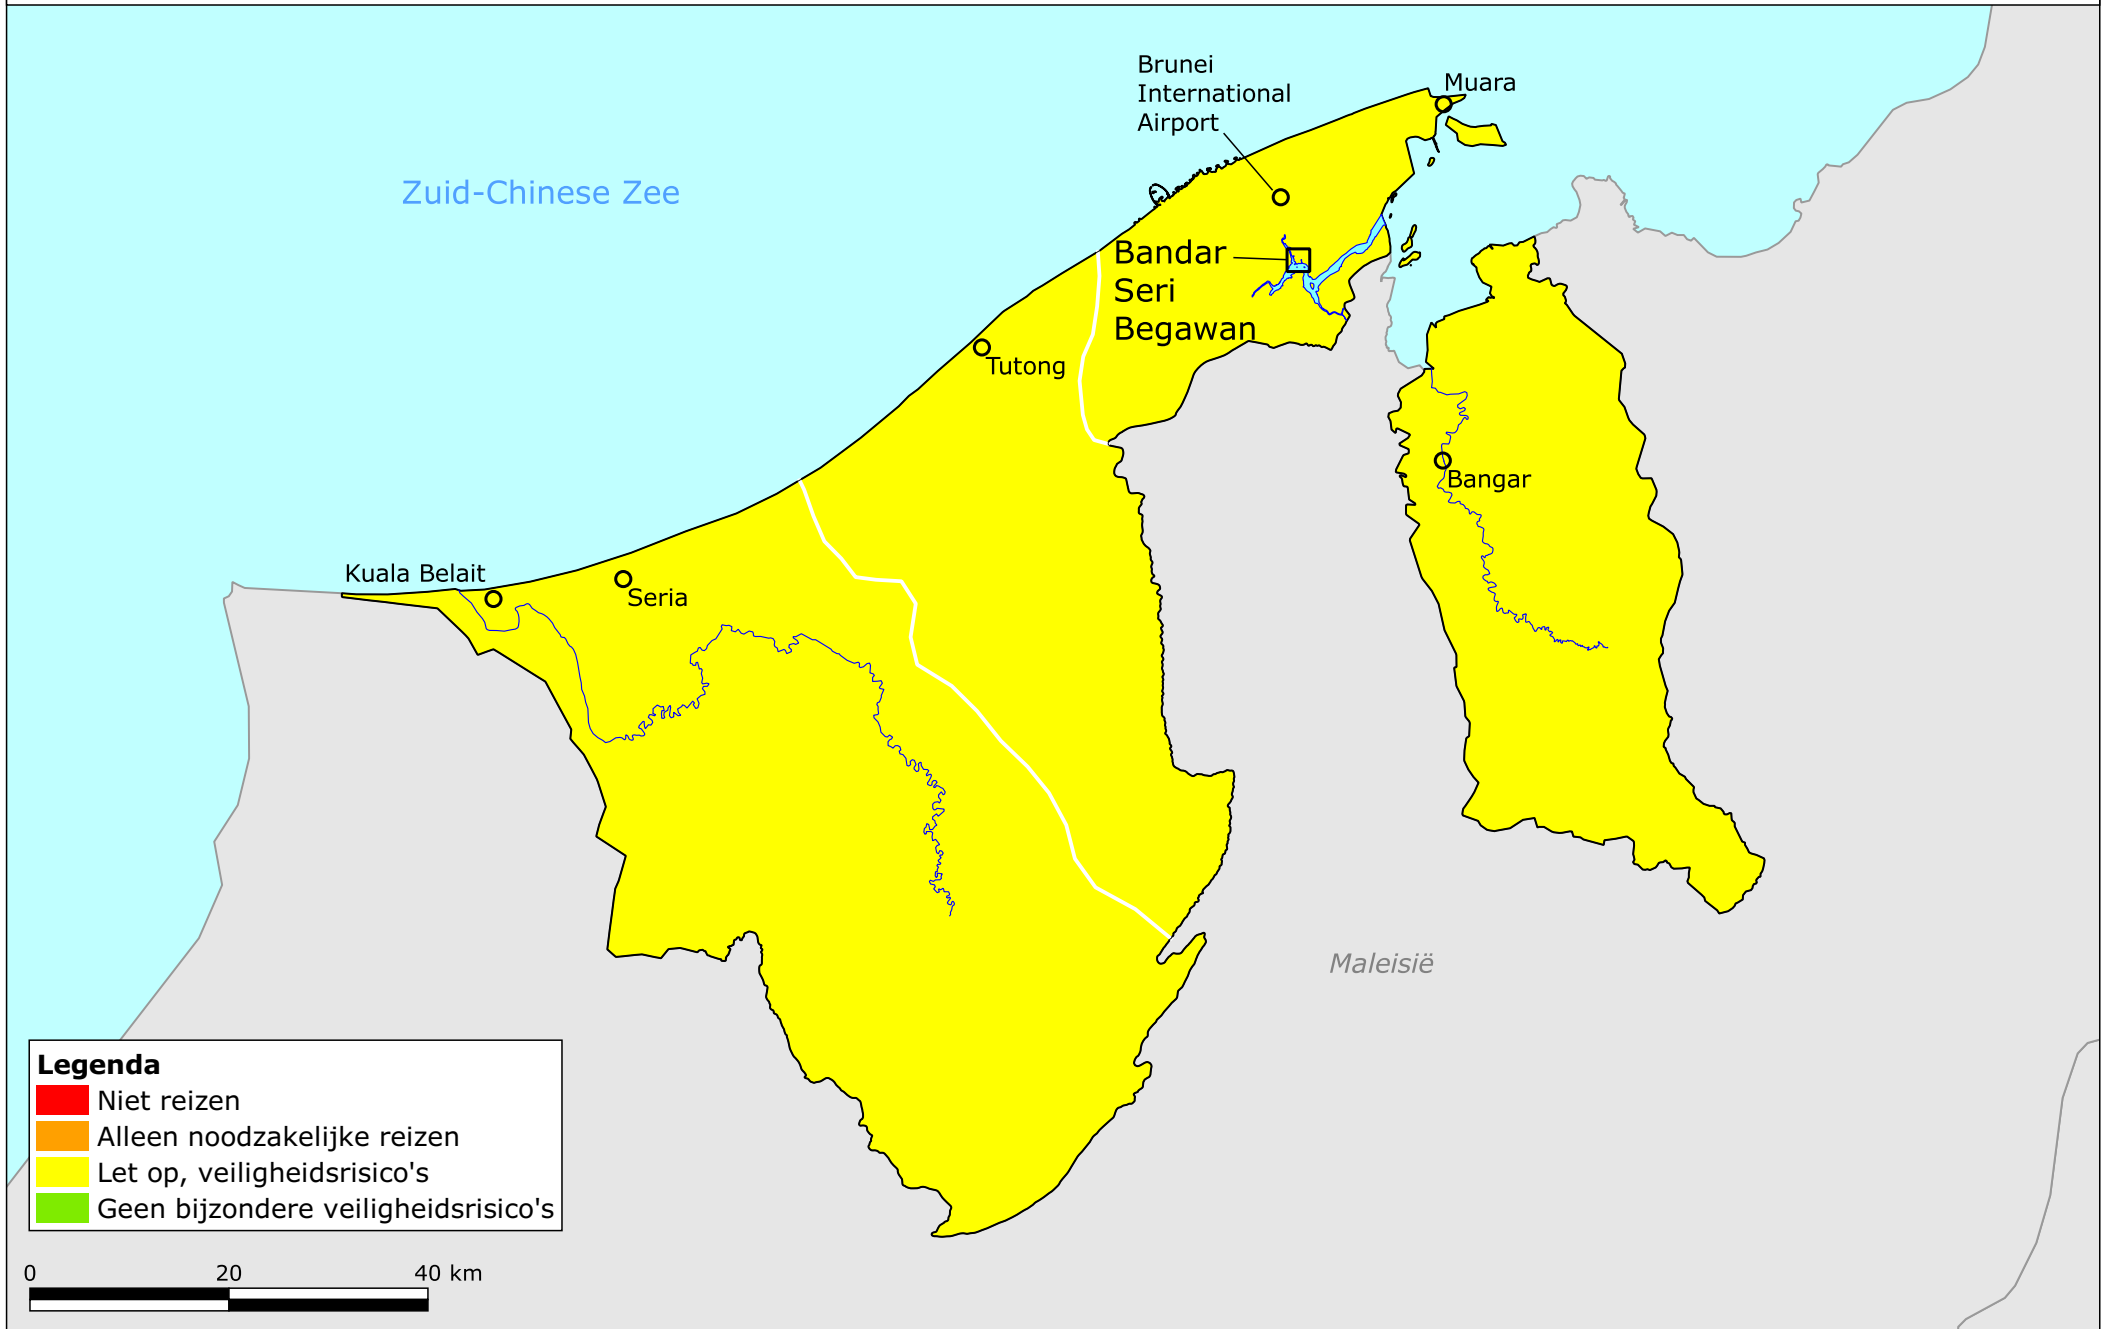 Brunei
International
Airport
Muara
Zuid-Chinese Zee
Bandar
Seri
Begawan
Tutong
Bangar
Kuala Belait
Seria
Maleisië
Legenda
Niet reizen
Alleen noodzakelijke reizen
Let op, veiligheidsrisico's
Geen bijzondere veiligheidsrisico's
0 20 40 km